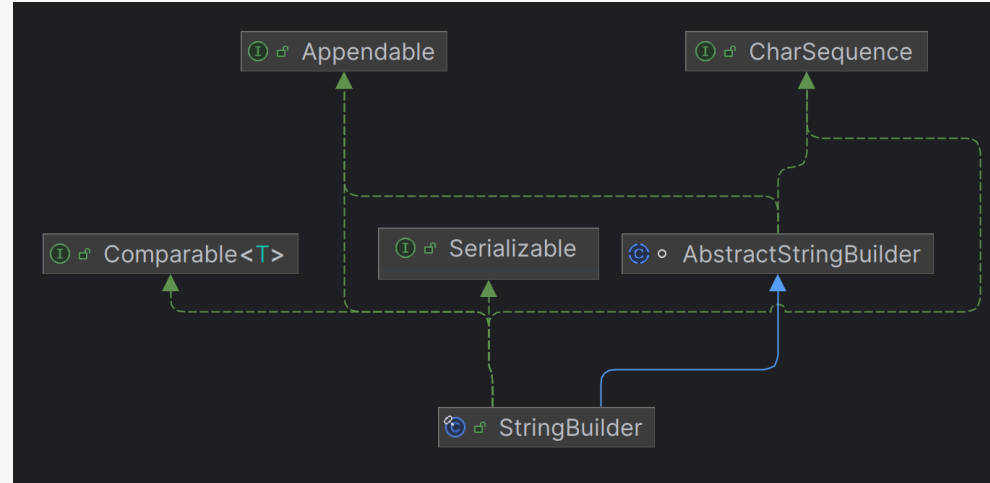 I Appendable
I CharSequence
I Comparable<T>
I Serializable
C AbstractStringBuilder
C StringBuilder